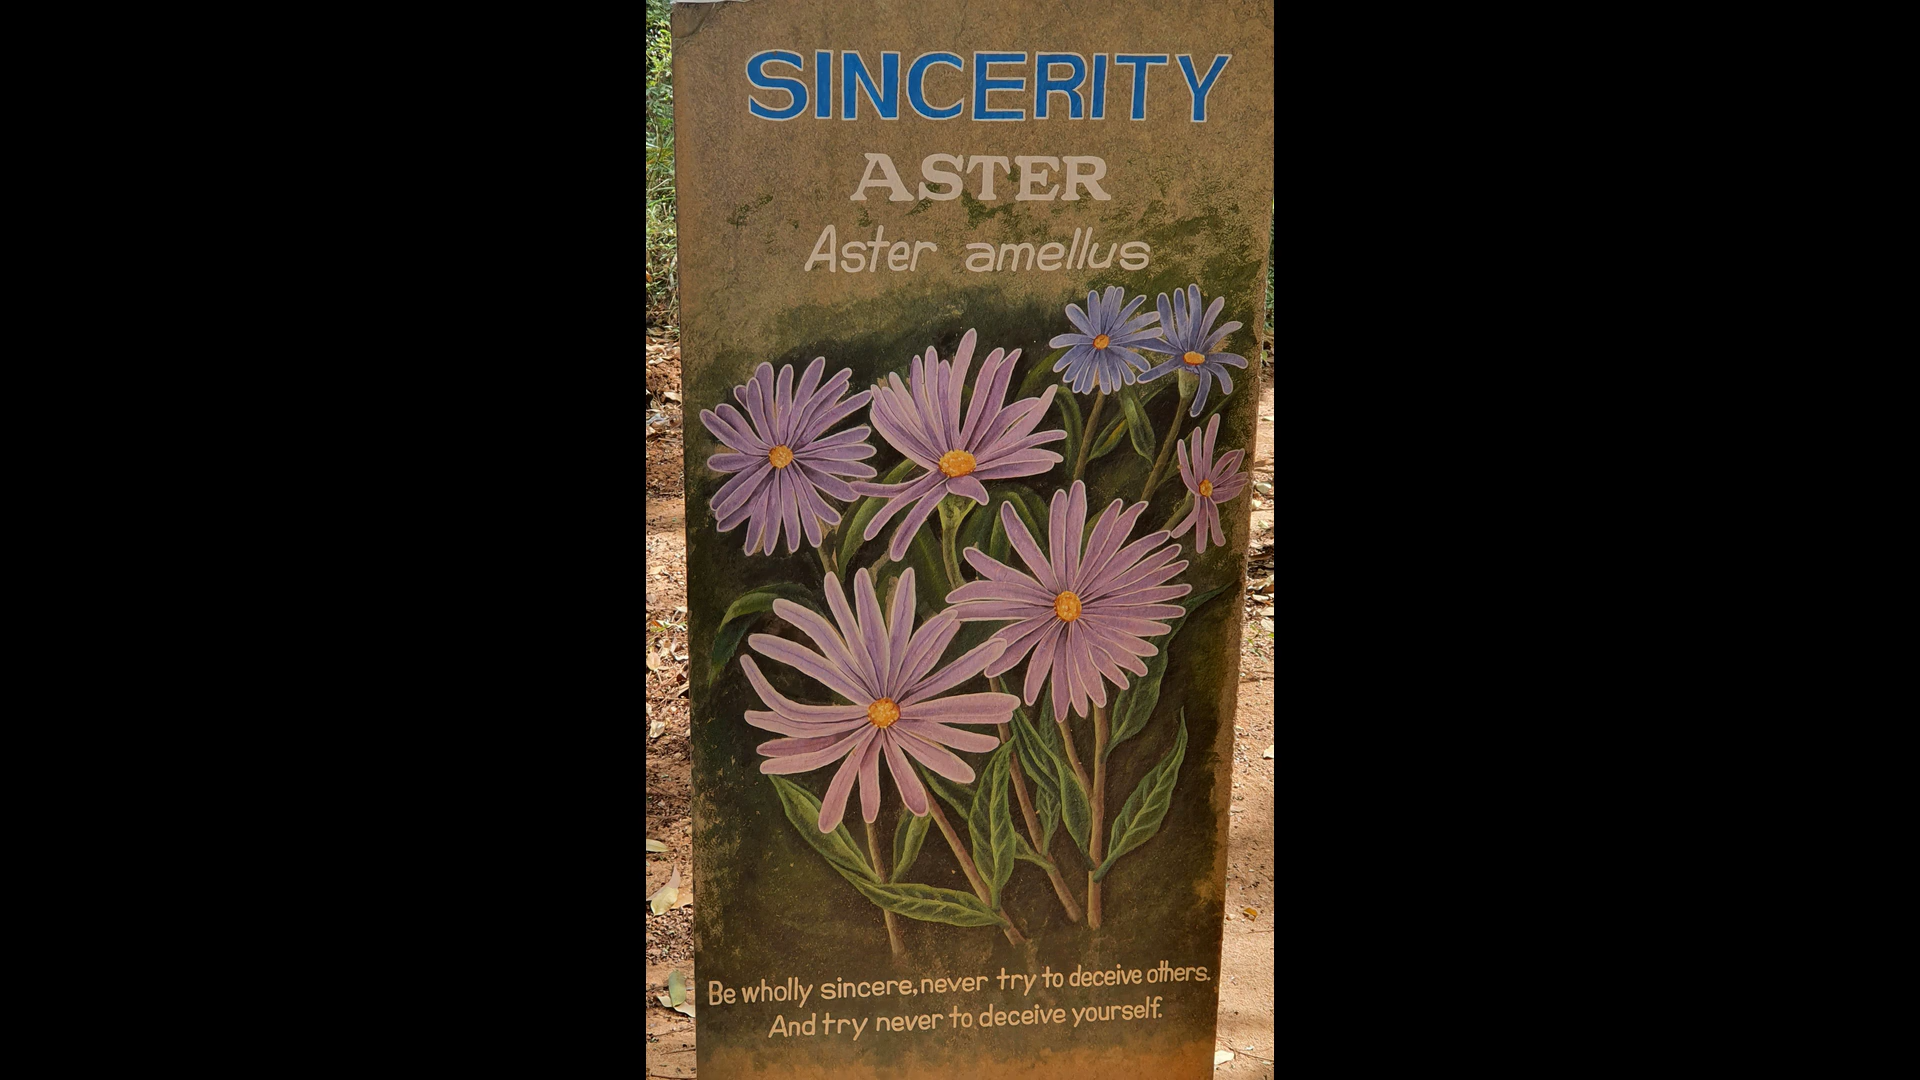 SINCERITY
ASTER
Aster amellus
Be wholly sincere, never try to deceive others.
And try never to deceive yourself.